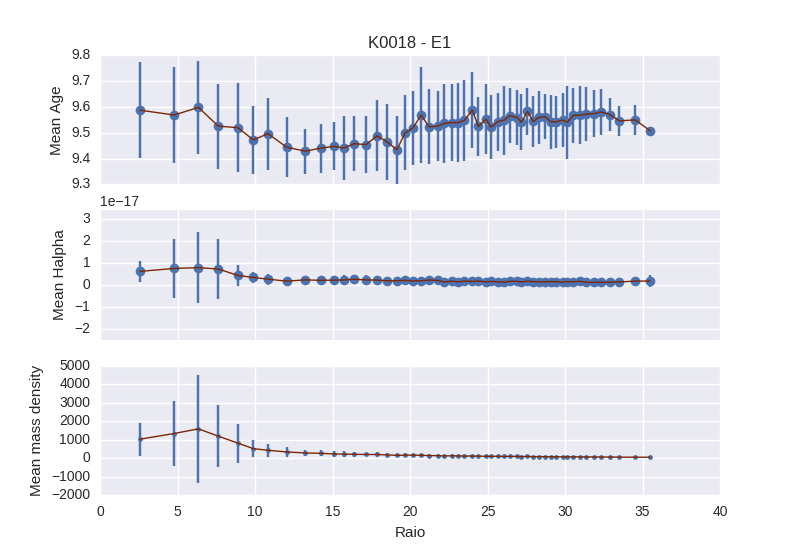 K0018 - E1
Mean Age
9.8
9.7
9.6
9.5
9.4
9.3
1e−17
Mean Halpha
3
2
1
0
−1
−2
Mean mass density
5000
4000
3000
2000
1000
0
−1000
−2000
0 5 10 15 20 25 30 35 40
Raio